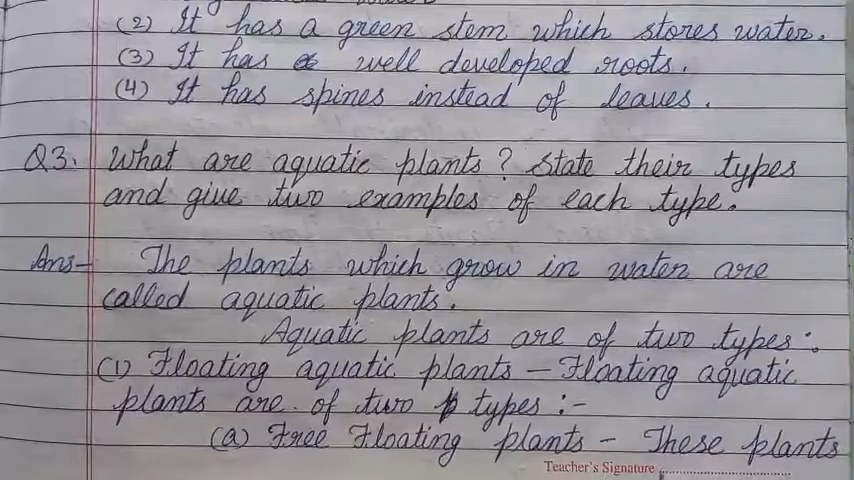 (2) It has a green stem which stores water.
(3) It has well developed roots.
(4) It has spines instead of leaves.
Q3. What are aquatic plants? State their types
and give two examples of each type.
Ans- The plants which grow in water are
called aquatic plants.
Aquatic plants are of two types:
(1) Floating aquatic plants - Floating aquatic
plants are of two types :-
(a) Free Floating plants - These plants
Teacher's Signature